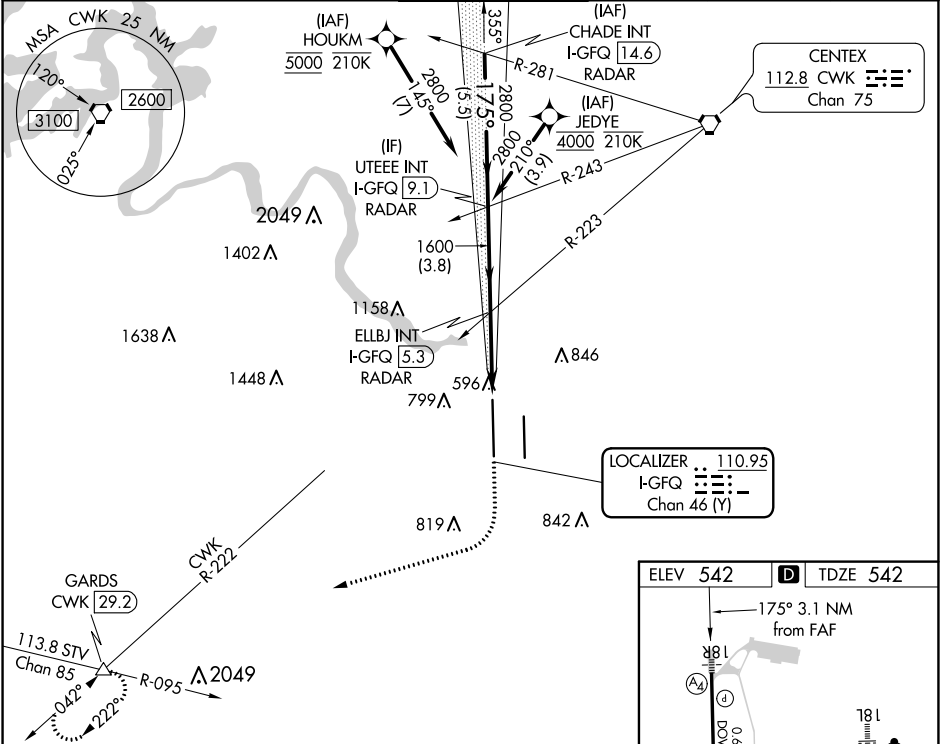 MSA CWK 25 NM
120°
2600
3100
025°
(IAF)
HOUKM
5000 210K
2800
145°
(7)
355°
(IAF)
CHADE INT
I-GFQ 14.6
RADAR
R-281
175°
(5.5)
2800
(IAF)
JEDYE
4000 210K
2800
210°
(3.9)
CENTEX
112.8 CWK
Chan 75
(IF)
UTEEE INT
I-GFQ 9.1
RADAR
R-243
R-223
2049
1402
1600
(3.8)
1158
1638
ELLBJ INT
I-GFQ 5.3
RADAR
846
1448
596
799
LOCALIZER 110.95
I-GFQ
Chan 46 (Y)
819
842
CWK
R-222
GARDS
CWK 29.2
113.8 STV
Chan 85
R-095
2049
042°
222°
ELEV 542 D TDZE 542
175° 3.1 NM
from FAF
18R
A4
P
0.6
DOW
18L